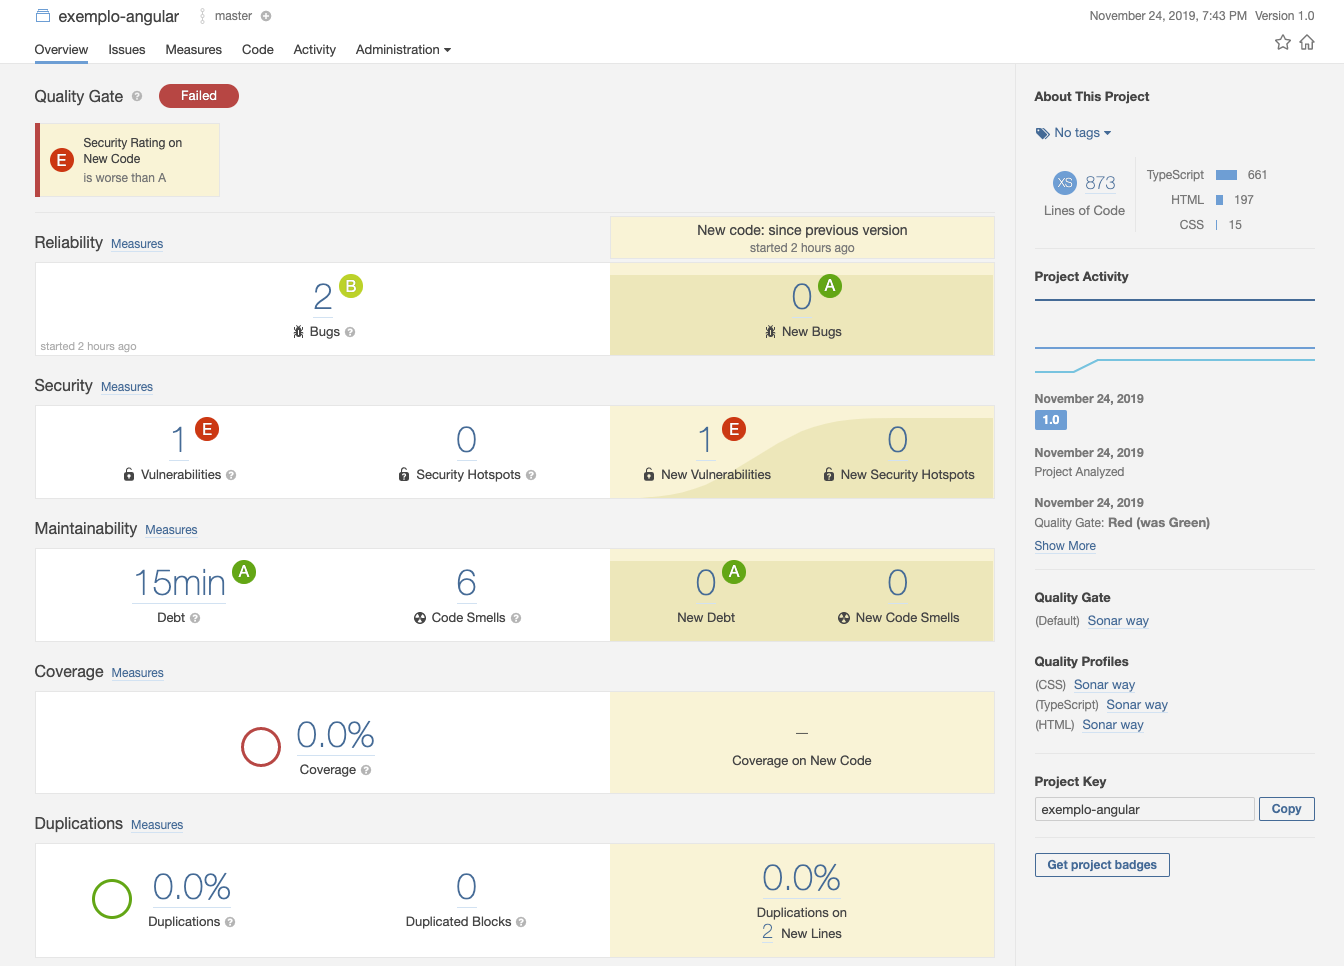 exemplo-angular
master
November 24, 2019, 7:43 PM Version 1.0
Overview Issues Measures Code Activity Administration
Quality Gate ? Failed
E
Security Rating on
New Code
is worse than A
New code: since previous version
started 2 hours ago
Reliability Measures
2 B
Bugs ?
started 2 hours ago
0 A
New Bugs
Security Measures
1 E
Vulnerabilities ?
0
Security Hotspots ?
1 E
New Vulnerabilities
0
New Security Hotspots
Maintainability Measures
15min A
Debt ?
6
Code Smells ?
0 A
New Debt
0
New Code Smells
Coverage Measures
0.0%
Coverage ?
—
Coverage on New Code
Duplications Measures
0.0%
Duplications ?
0
Duplicated Blocks ?
0.0%
Duplications on
2 New Lines
About This Project
No tags
XS 873
Lines of Code
TypeScript 661
HTML 197
CSS 15
Project Activity
November 24, 2019
1.0
November 24, 2019
Project Analyzed
November 24, 2019
Quality Gate: Red (was Green)
Show More
Quality Gate
(Default) Sonar way
Quality Profiles
(CSS) Sonar way
(TypeScript) Sonar way
(HTML) Sonar way
Project Key
exemplo-angular Copy
Get project badges